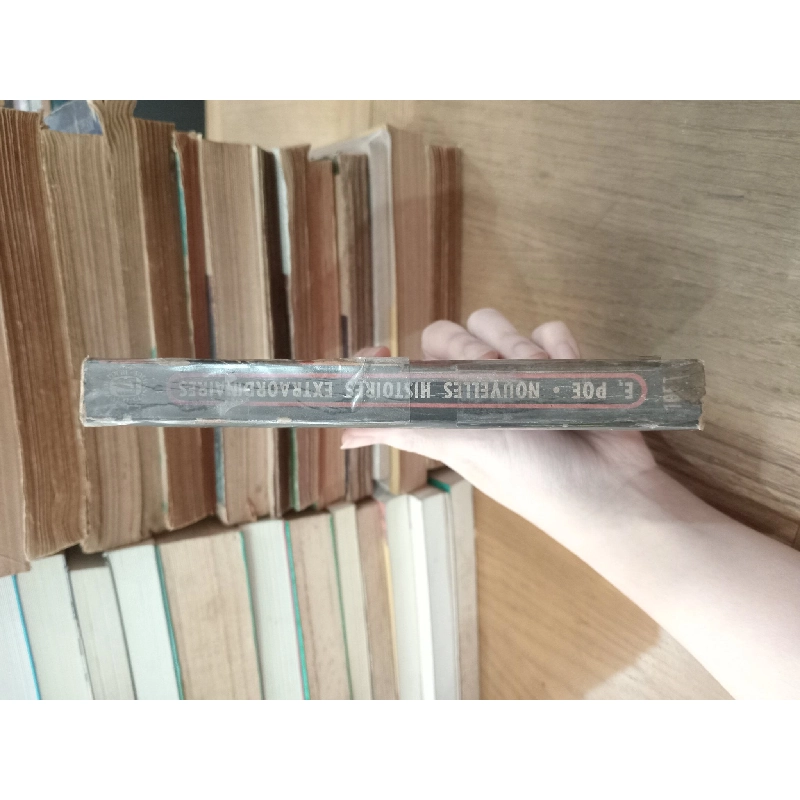 E. POE • NOUVELLES HISTOIRES EXTRAORDINAIRES